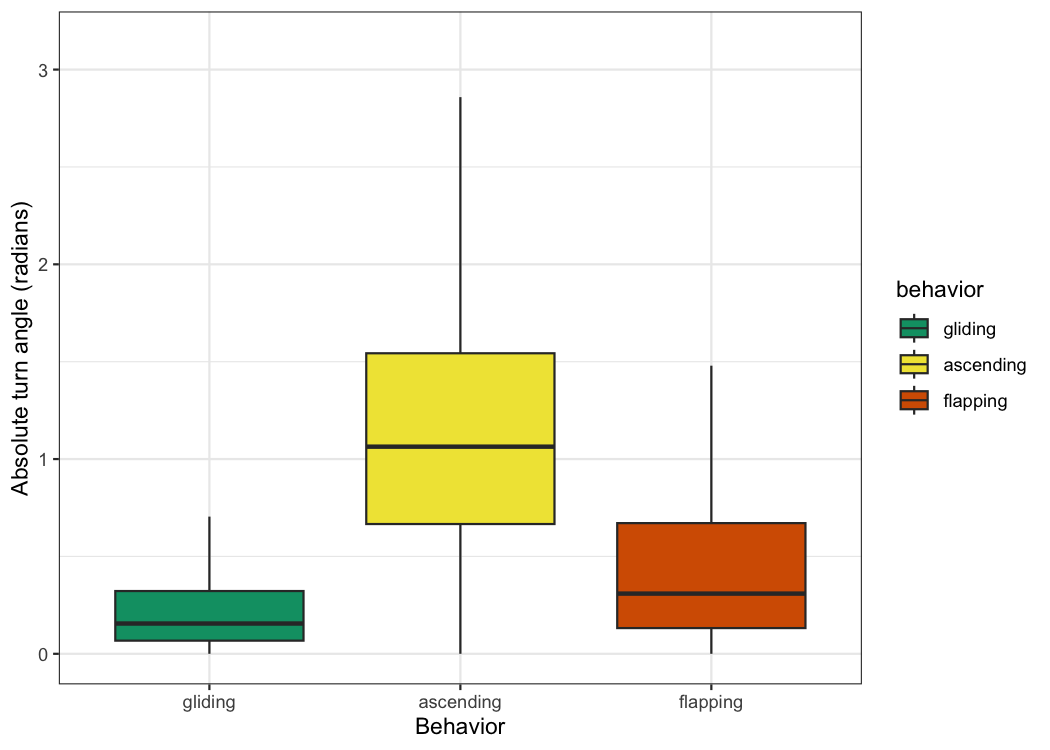 3
2
1
0
Absolute turn angle (radians)
gliding
ascending
flapping
Behavior
behavior
gliding
ascending
flapping